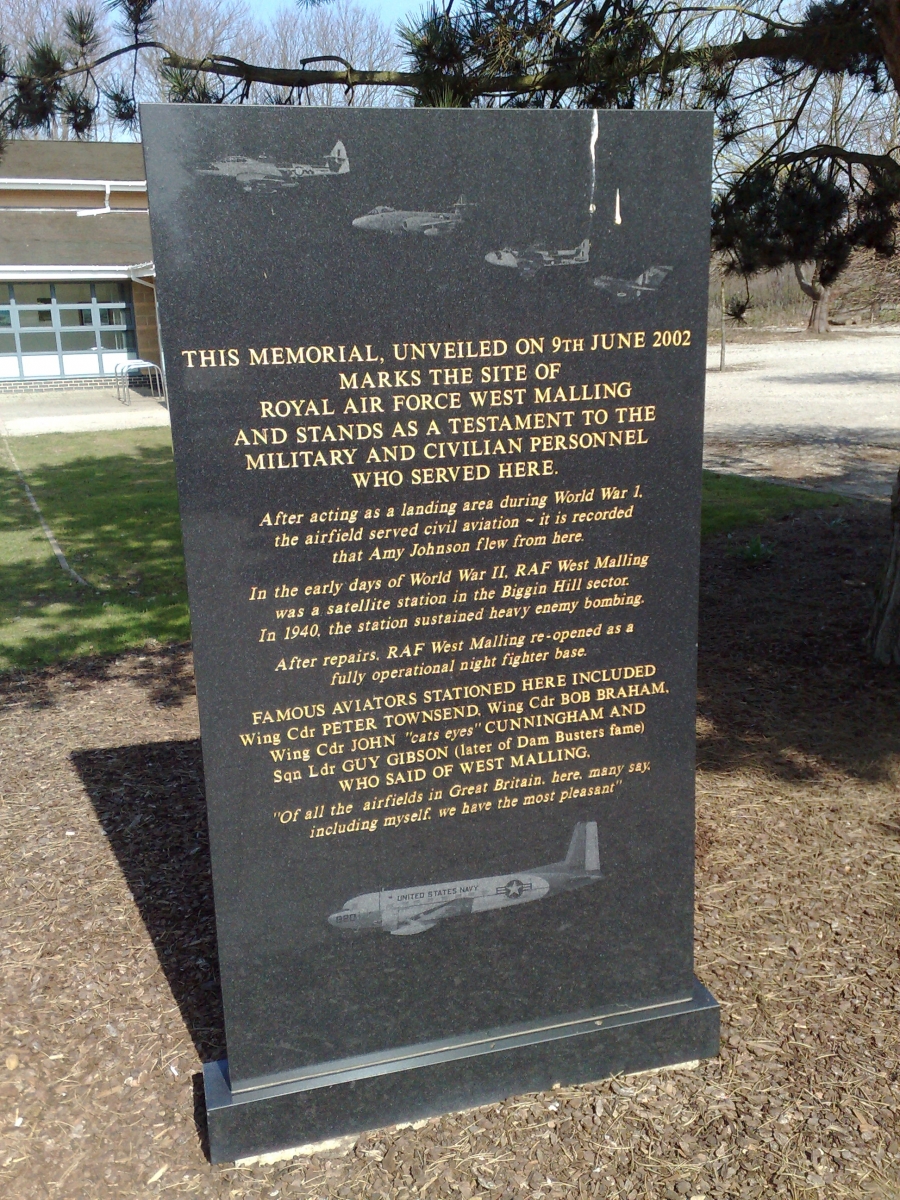 THIS MEMORIAL, UNVEILED ON 9TH JUNE 2002
MARKS THE SITE OF
ROYAL AIR FORCE WEST MALLING
AND STANDS AS A TESTAMENT TO THE
MILITARY AND CIVILIAN PERSONNEL
WHO SERVED HERE.
After acting as a landing area during World War 1,
the airfield served civil aviation ~ it is recorded
that Amy Johnson flew from here.
In the early days of World War II, RAF West Malling
was a satellite station in the Biggin Hill sector.
In 1940, the station sustained heavy enemy bombing.
After repairs, RAF West Malling re-opened as a
fully operational night fighter base.
FAMOUS AVIATORS STATIONED HERE INCLUDED
Wing Cdr PETER TOWNSEND, Wing Cdr BOB BRAHAM,
Wing Cdr JOHN "cats eyes" CUNNINGHAM AND
Sqn Ldr GUY GIBSON (later of Dam Busters fame)
WHO SAID OF WEST MALLING,
"Of all the airfields in Great Britain, here, many say,
including myself, we have the most pleasant"
UNITED STATES NAVY